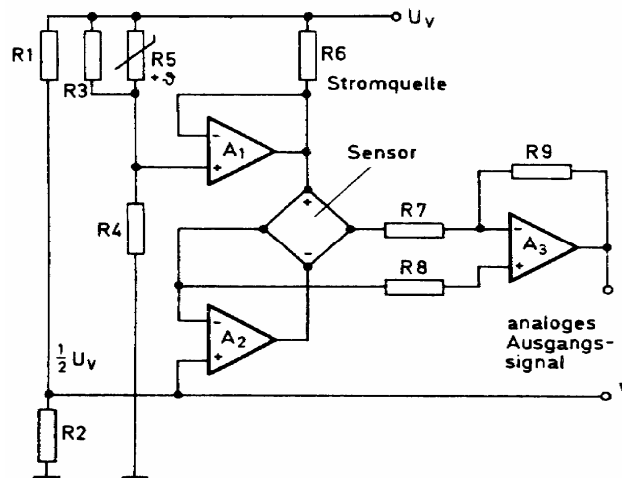 U_V
R1
R3
R5
+ϑ
R6
Stromquelle
-
+
A1
Sensor
R4
+
-
R7
R9
-
+
A3
R8
-
+
A2
analoges
Ausgangs-
signal
½ U_V
R2